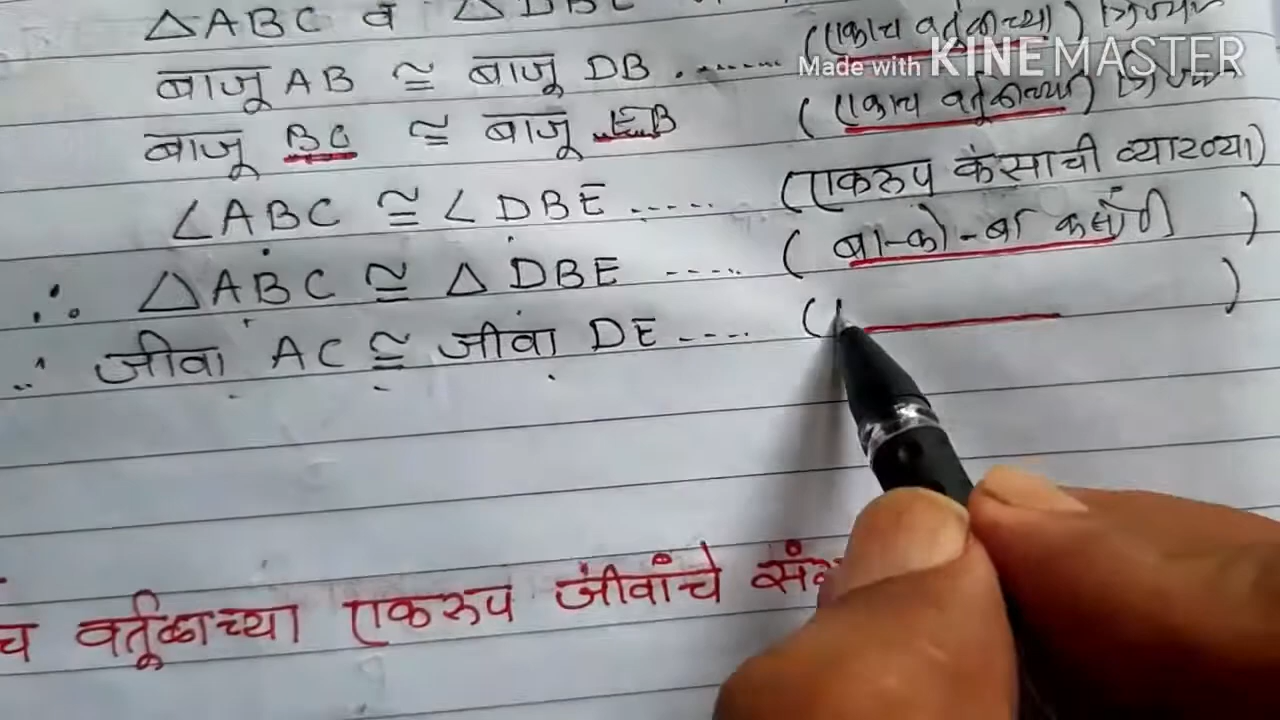 △ABC व △DBE
बाजू AB ≅ बाजू DB ....... (एकाच वर्तुळाच्या) त्रिज्या
Made with KINEMASTER
बाजू BC ≅ बाजू EB (एकाच वर्तुळाच्या) त्रिज्या
∠ABC ≅ ∠DBE ..... (एकरुप कंसाची व्याख्या)
∴ △ABC ≅ △DBE ..... (बा-को-बा कसोटी)
∴ जीवा AC ≅ जीवा DE .... ( )
च वर्तूळाच्या एकरुप जीवांचे